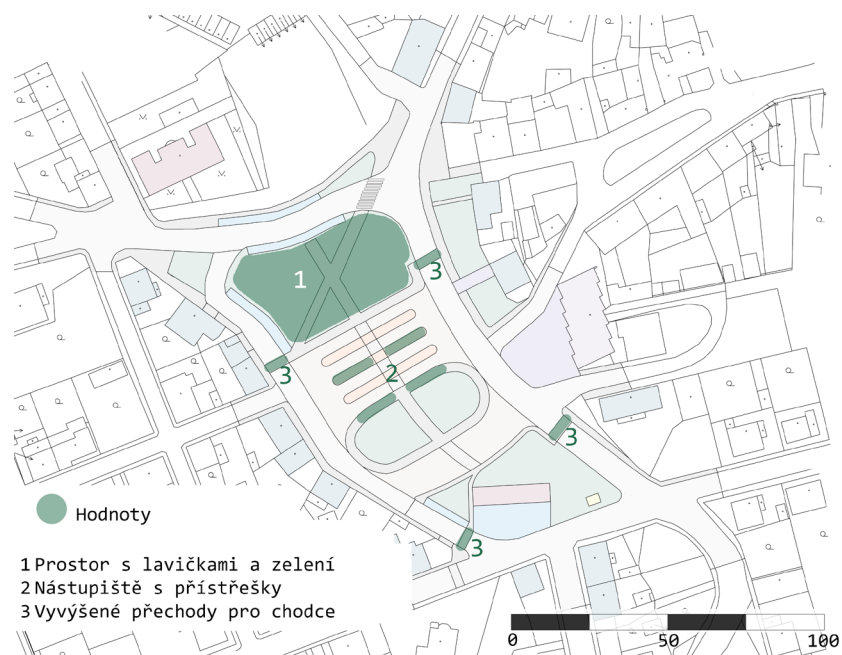 1
3
3
2
3
3
Hodnoty
1 Prostor s lavičkami a zelení
2 Nástupiště s přístřešky
3 Vyvýšené přechody pro chodce
0 50 100